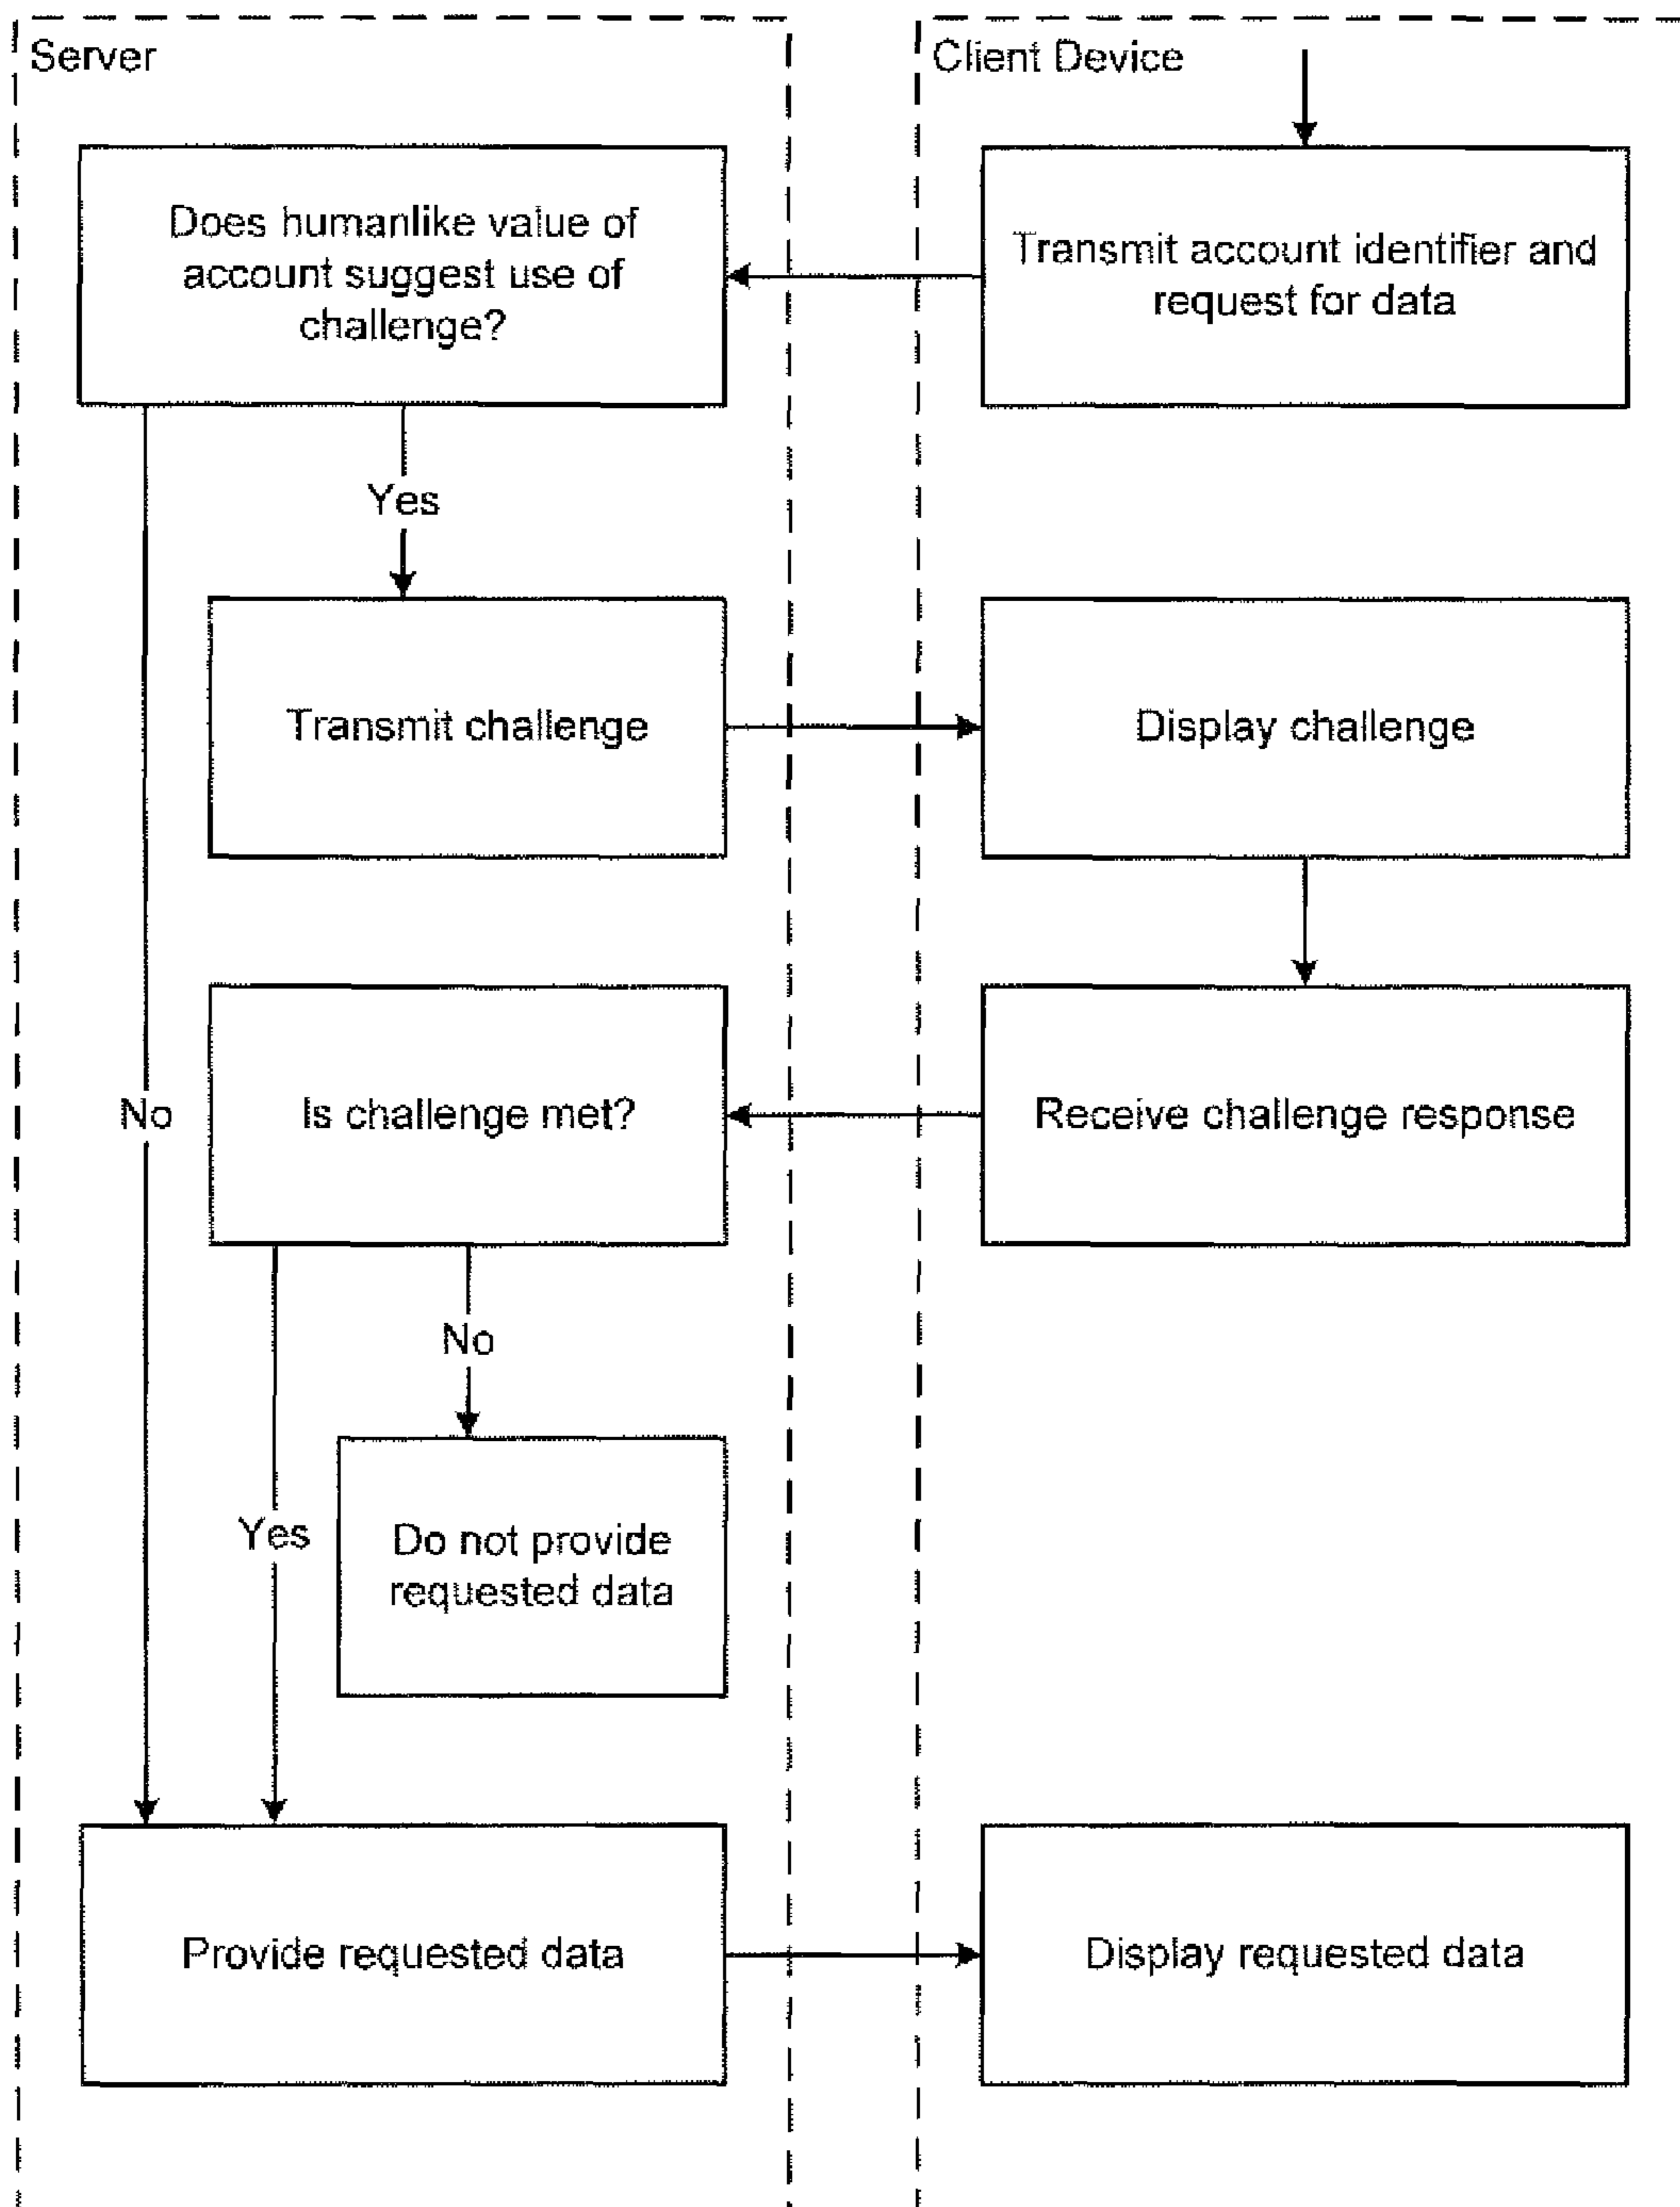 Server
Client Device
Does humanlike value of
account suggest use of
challenge?
Transmit account identifier and
request for data
Yes
Transmit challenge
Display challenge
No
Is challenge met?
Receive challenge response
No
Yes
Do not provide
requested data
Provide requested data
Display requested data